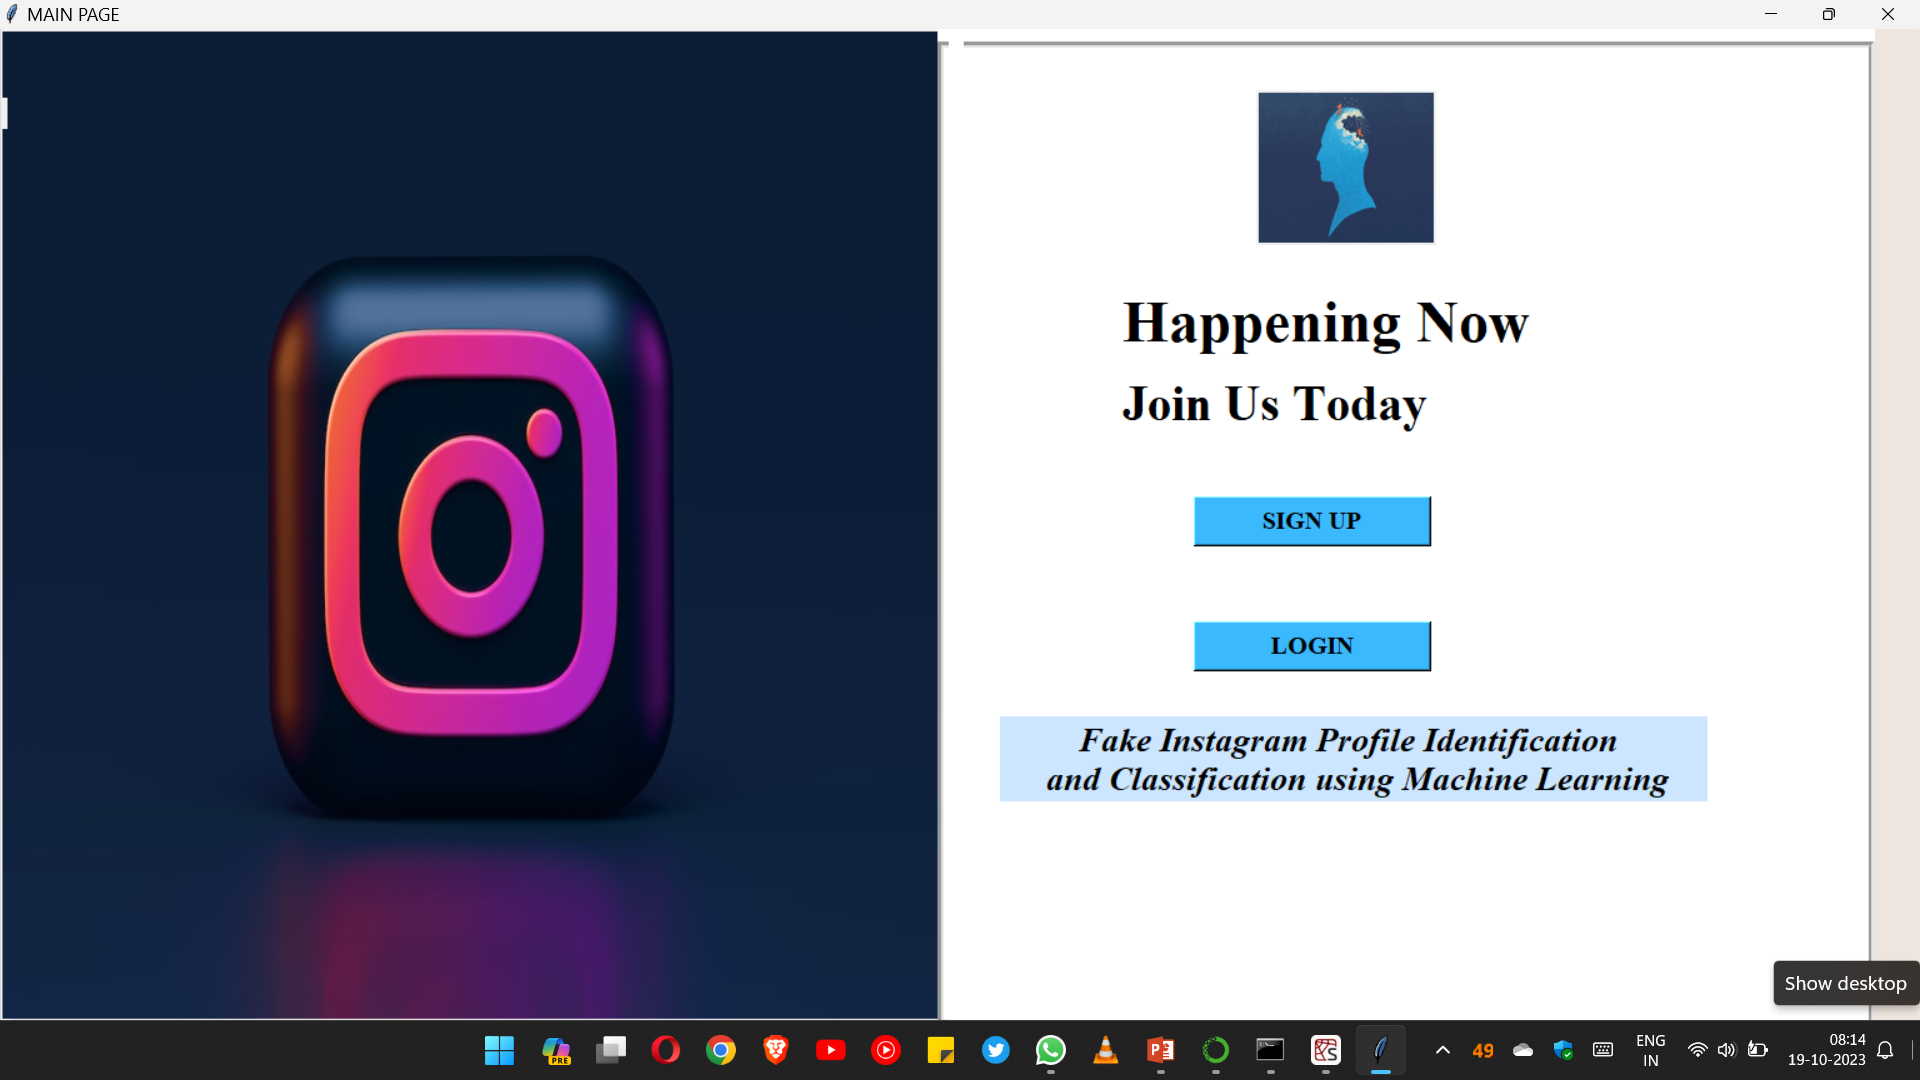 MAIN PAGE
Happening Now
Join Us Today
SIGN UP
LOGIN
Fake Instagram Profile Identification
and Classification using Machine Learning
Show desktop
PRE
49
ENG
IN
08:14
19-10-2023